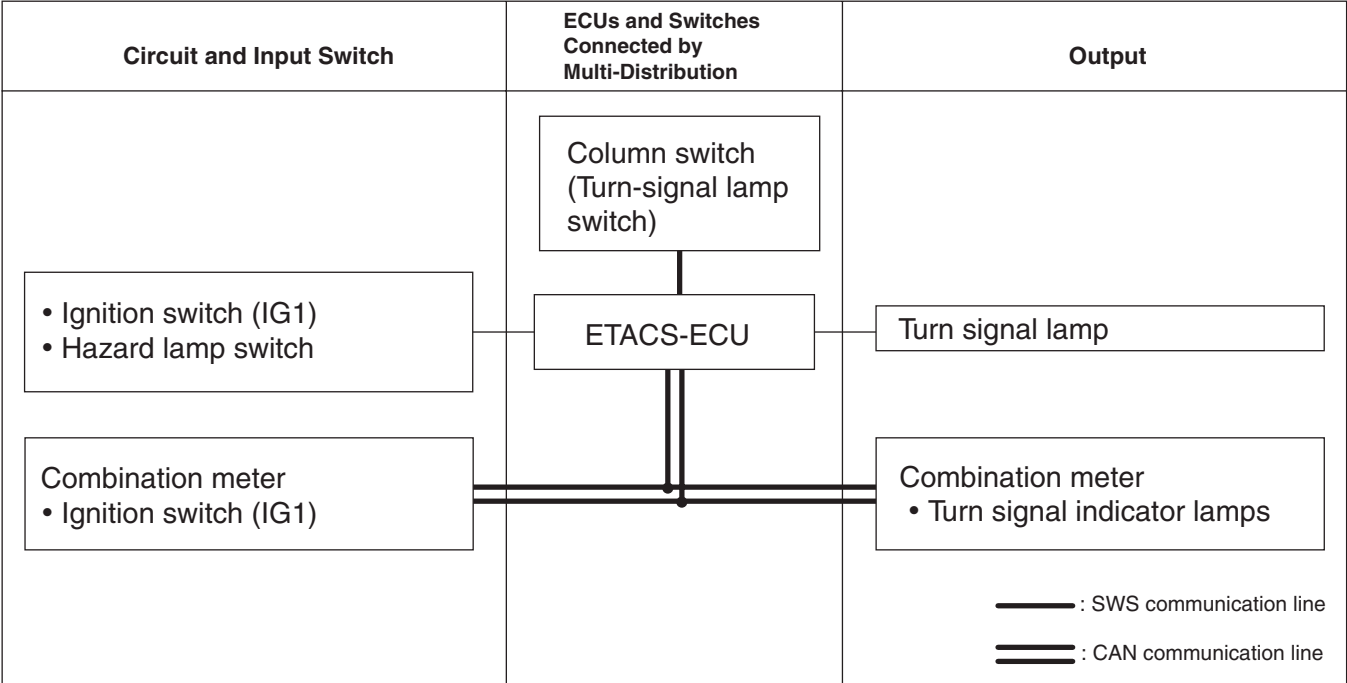 Circuit and Input Switch
ECUs and Switches
Connected by
Multi-Distribution
Output
Column switch
(Turn-signal lamp
switch)
• Ignition switch (IG1)
• Hazard lamp switch
ETACS-ECU
Turn signal lamp
Combination meter
• Ignition switch (IG1)
Combination meter
• Turn signal indicator lamps
: SWS communication line
: CAN communication line